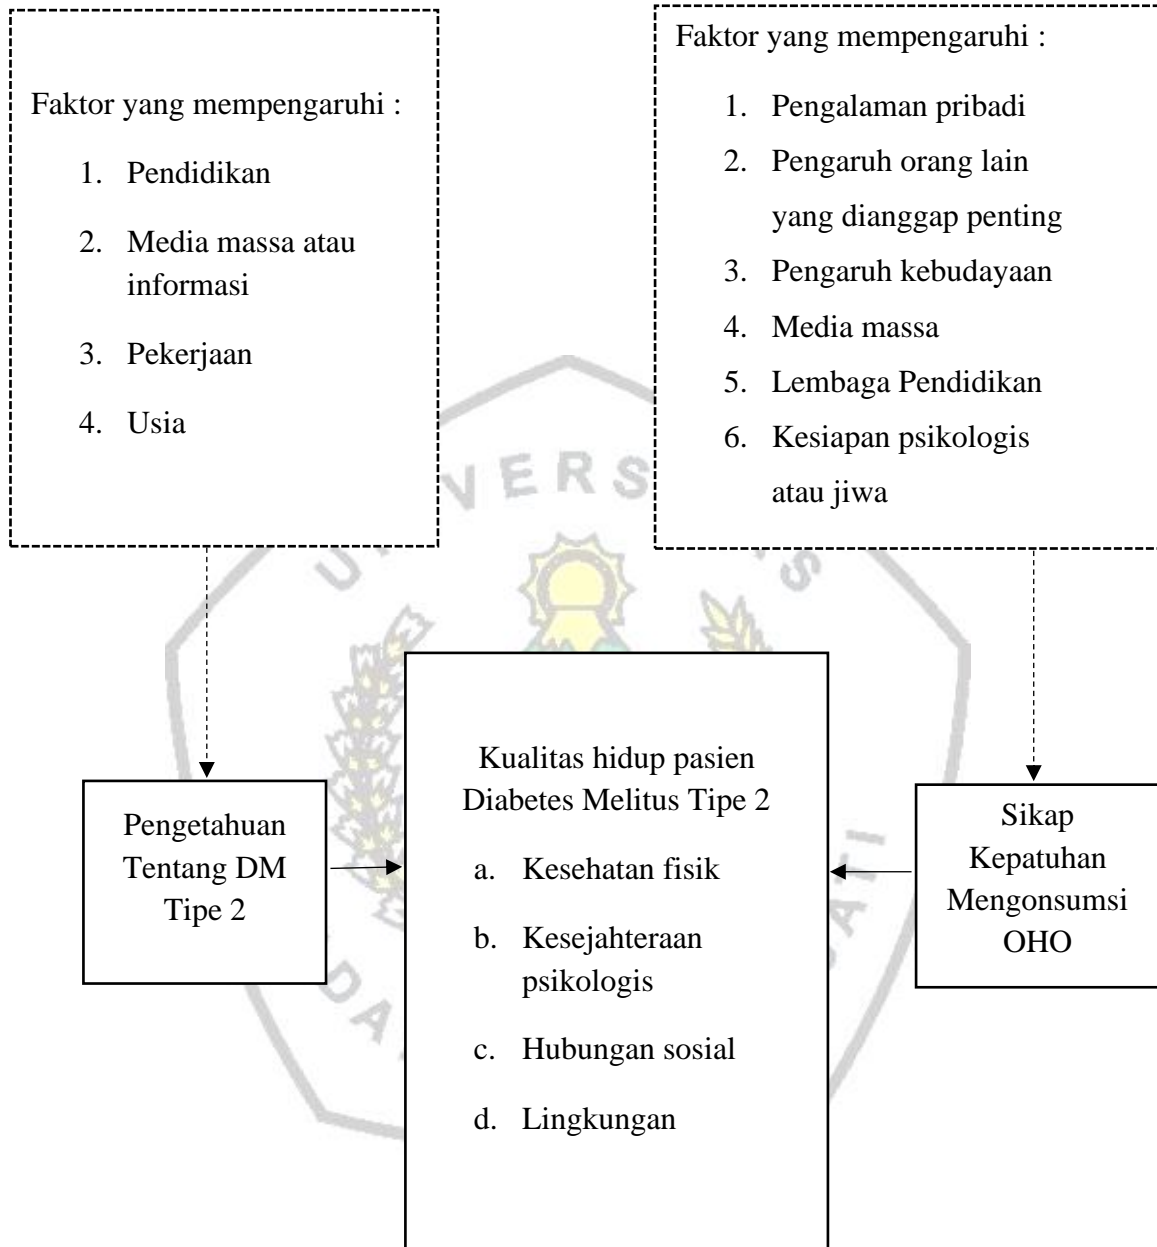 Faktor yang mempengaruhi :
1. Pendidikan
2. Media massa atau
informasi
3. Pekerjaan
4. Usia
Faktor yang mempengaruhi :
1. Pengalaman pribadi
2. Pengaruh orang lain
yang dianggap penting
3. Pengaruh kebudayaan
4. Media massa
5. Lembaga Pendidikan
6. Kesiapan psikologis
atau jiwa
Pengetahuan
Tentang DM
Tipe 2
Kualitas hidup pasien
Diabetes Melitus Tipe 2
a. Kesehatan fisik
b. Kesejahteraan
psikologis
c. Hubungan sosial
d. Lingkungan
Sikap
Kepatuhan
Mengonsumsi
OHO